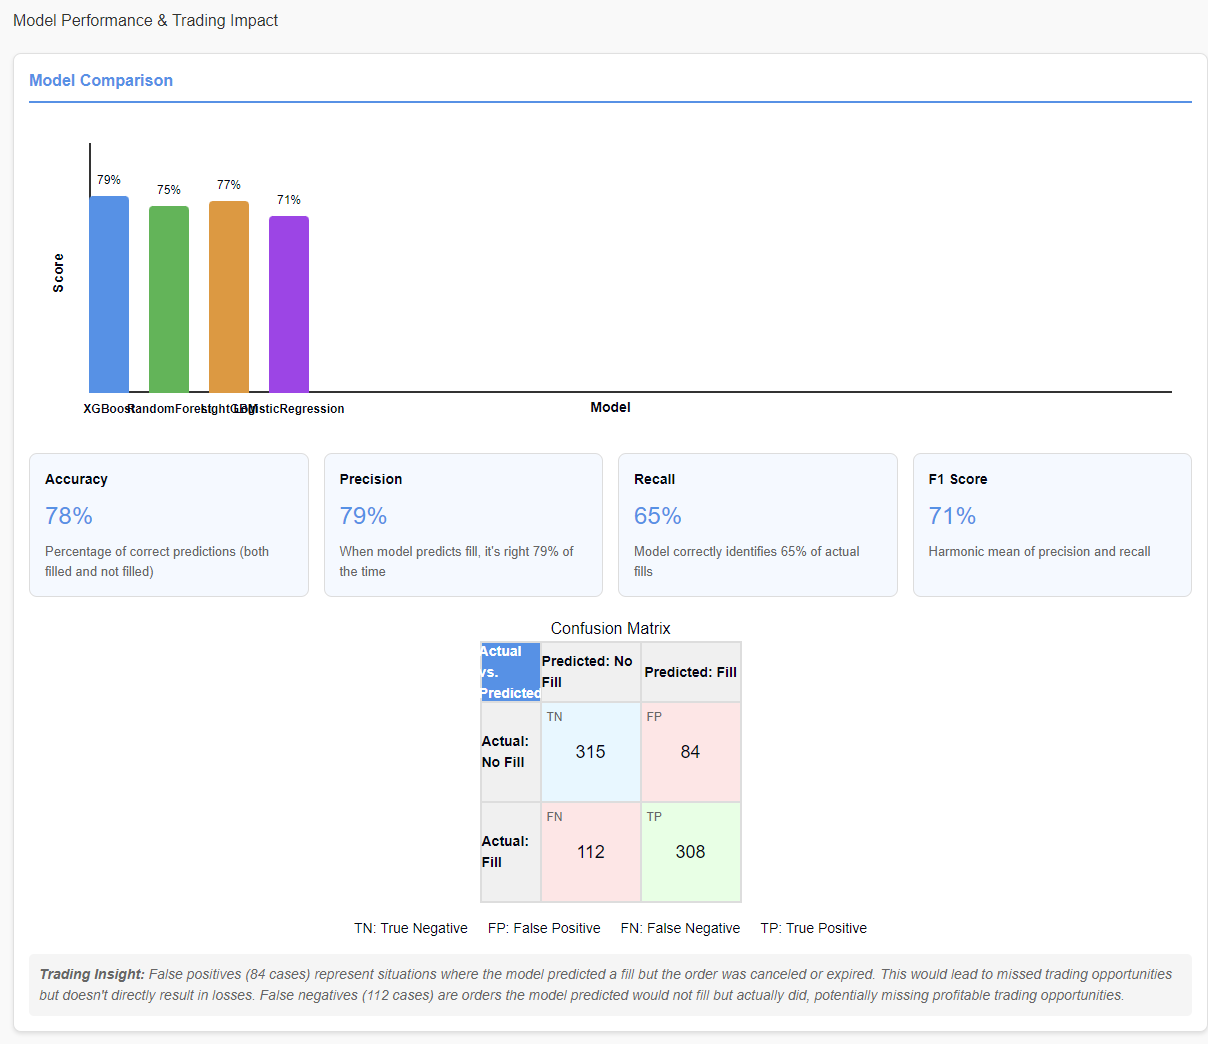 Model Performance & Trading Impact
Model Comparison
79%
75%
77%
71%
Score
XGBoost
RandomForest
LightGBM
LogisticRegression
Model
Accuracy
78%
Percentage of correct predictions (both
filled and not filled)
Precision
79%
When model predicts fill, it's right 79% of
the time
Recall
65%
Model correctly identifies 65% of actual
fills
F1 Score
71%
Harmonic mean of precision and recall
Confusion Matrix
Actual
vs.
Predicted
Predicted: No
Fill
Predicted: Fill
Actual:
No Fill
TN
315
FP
84
Actual:
Fill
FN
112
TP
308
TN: True Negative FP: False Positive FN: False Negative TP: True Positive
Trading Insight: False positives (84 cases) represent situations where the model predicted a fill but the order was canceled or expired. This would lead to missed trading opportunities
but doesn't directly result in losses. False negatives (112 cases) are orders the model predicted would not fill but actually did, potentially missing profitable trading opportunities.